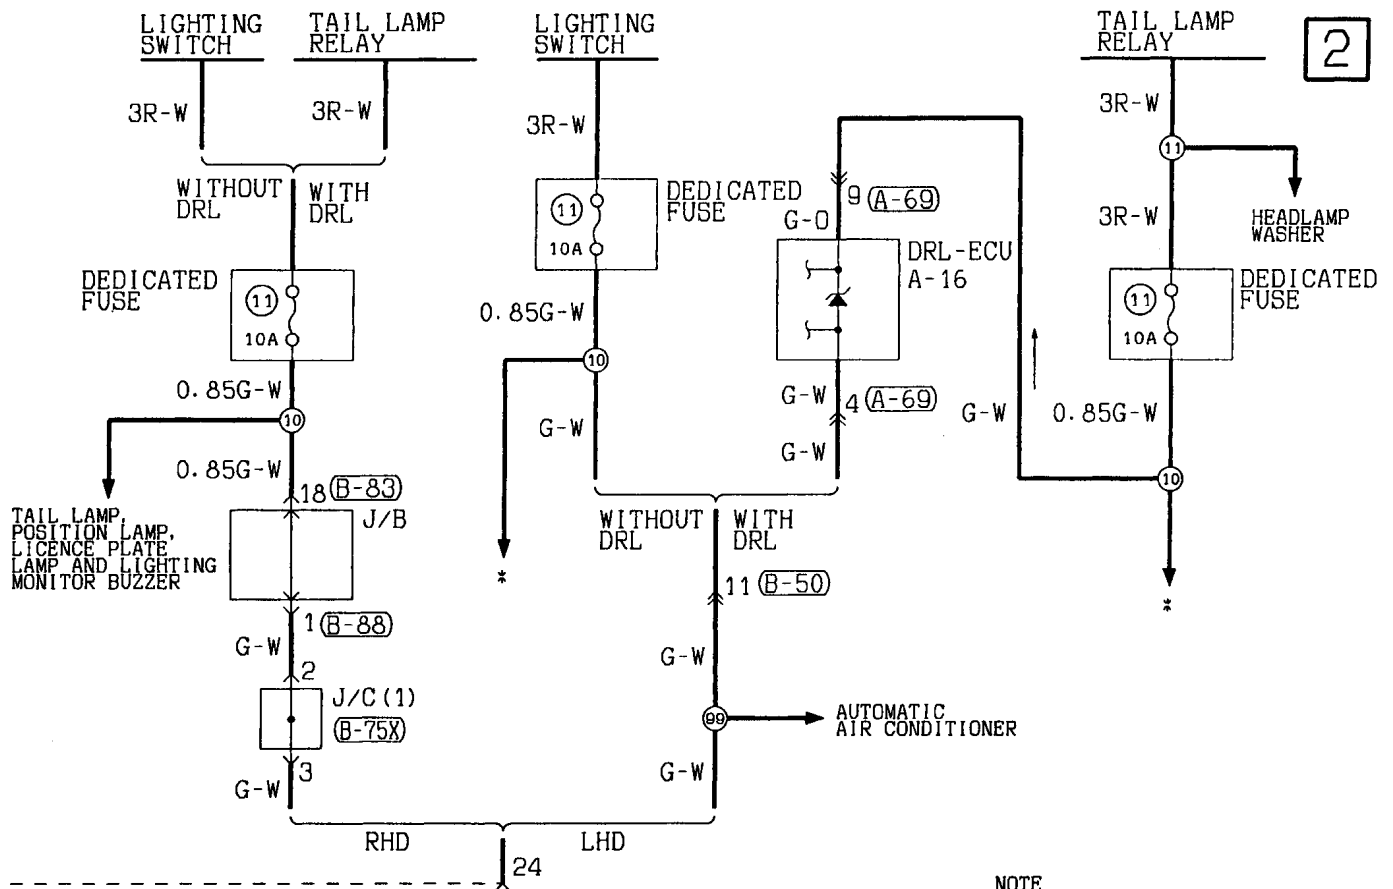 LIGHTING
SWITCH
TAIL LAMP
RELAY
LIGHTING
SWITCH
TAIL LAMP
RELAY
2
3R-W
3R-W
3R-W
3R-W
11
HEADLAMP
WASHER
WITHOUT
DRL
WITH
DRL
11
10A
DEDICATED
FUSE
9
A-69
G-O
3R-W
DEDICATED
FUSE
11
10A
DRL-ECU
A-16
DEDICATED
FUSE
11
10A
0.85G-W
10
0.85G-W
0.85G-W
10
G-W
G-W
4
A-69
G-W
G-W
0.85G-W
10
*
18
B-83
J/B
TAIL LAMP,
POSITION LAMP,
LICENCE PLATE
LAMP AND LIGHTING
MONITOR BUZZER
WITHOUT
DRL
WITH
DRL
*
11
B-50
1
B-88
G-W
2
J/C(1)
B-75X
3
G-W
G-W
99
AUTOMATIC
AIR CONDITIONER
G-W
RHD
LHD
24
NOTE